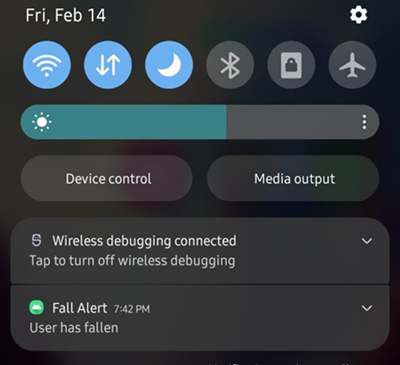 Fri, Feb 14
Device control
Media output
Wireless debugging connected
Tap to turn off wireless debugging
Fall Alert 7:42 PM
User has fallen